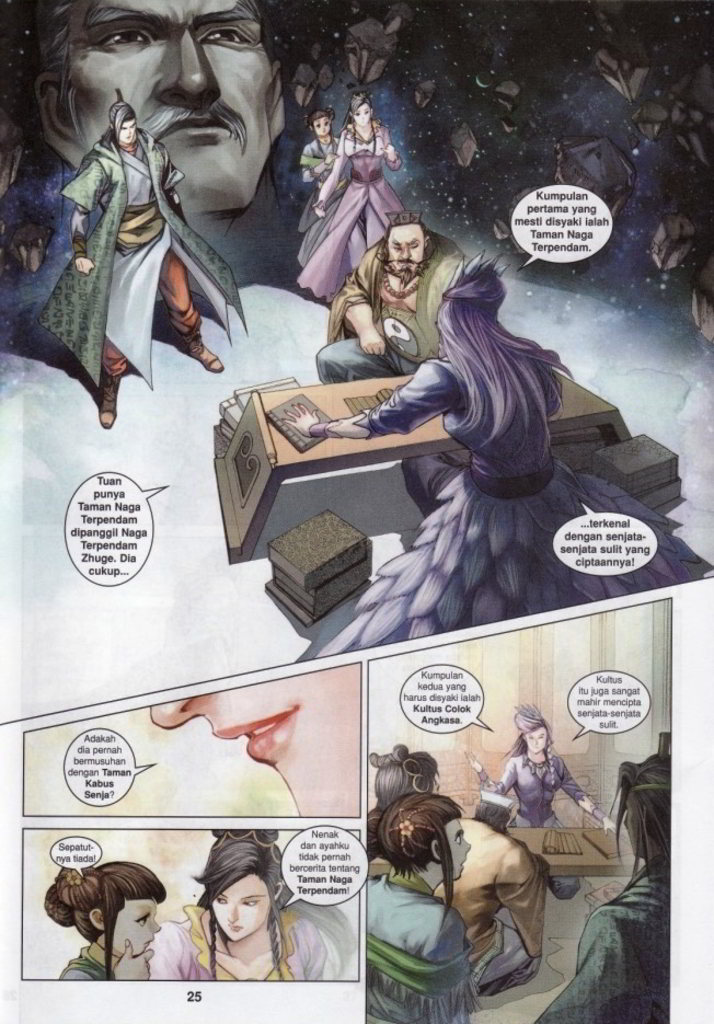 Kumpulan
pertama yang
mesti disyaki ialah
Taman Naga
Terpendam.
Tuan
punya
Taman Naga
Terpendam
dipanggil Naga
Terpendam
Zhuge. Dia
cukup...
...terkenal
dengan senjata-
senjata sulit yang
ciptaannya!
Adakah
dia pernah
bermusuhan
dengan Taman
Kabus
Senja?
Sepatut-
nya tiada!
Nenak
dan ayahku
tidak pernah
bercerita tentang
Taman Naga
Terpendam!
Kumpulan
kedua yang
harus disyaki ialah
Kultus Colok
Angkasa.
Kultus
itu juga sangat
mahir mencipta
senjata-senjata
sulit.
25